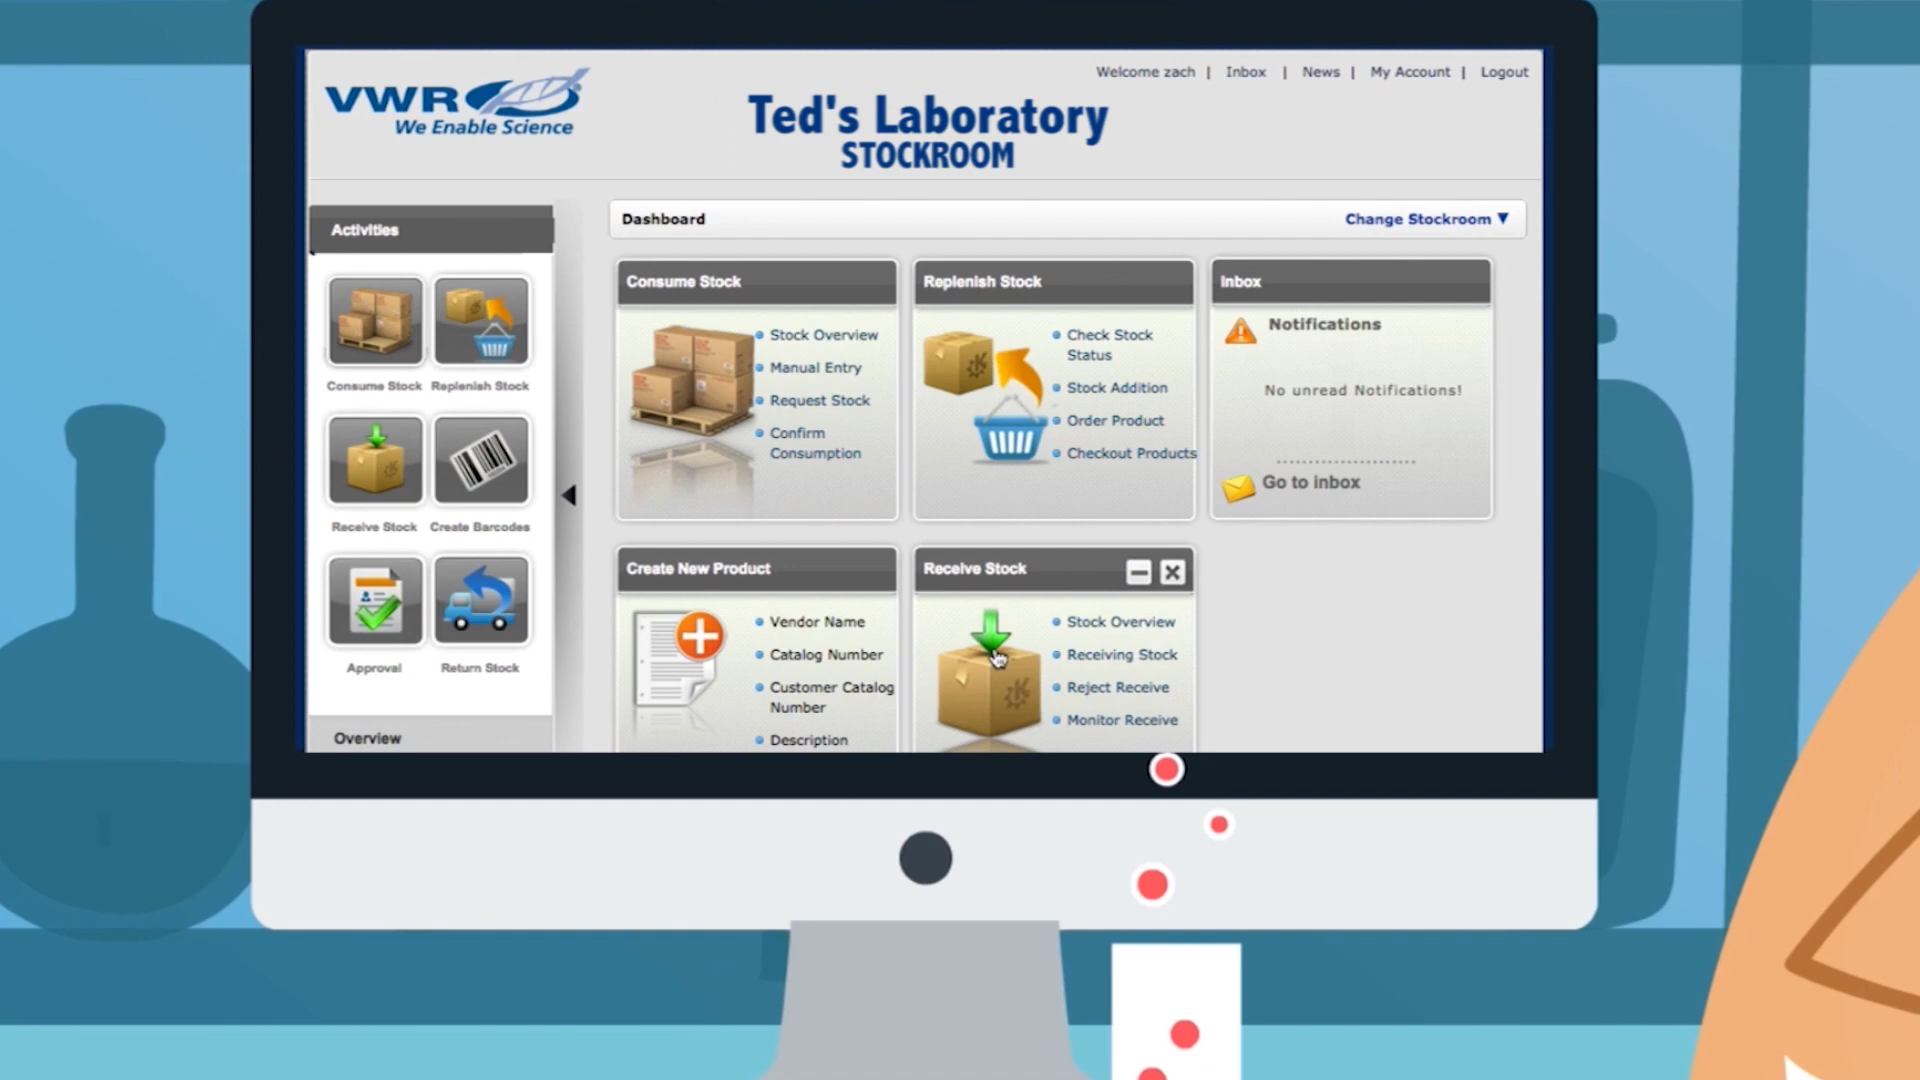 Welcome zach | Inbox | News | My Account | Logout
VWR
We Enable Science
Ted's Laboratory
STOCKROOM
Activities
Consume Stock Replenish Stock
Receive Stock Create Barcodes
Approval Return Stock
Overview
Dashboard
Change Stockroom ▼
Consume Stock
Stock Overview
Manual Entry
Request Stock
Confirm
Consumption
Replenish Stock
Check Stock
Status
Stock Addition
Order Product
Checkout Products
Inbox
Notifications
No unread Notifications!
Go to inbox
Create New Product
Vendor Name
Catalog Number
Customer Catalog
Number
Description
Receive Stock
Stock Overview
Receiving Stock
Reject Receive
Monitor Receive